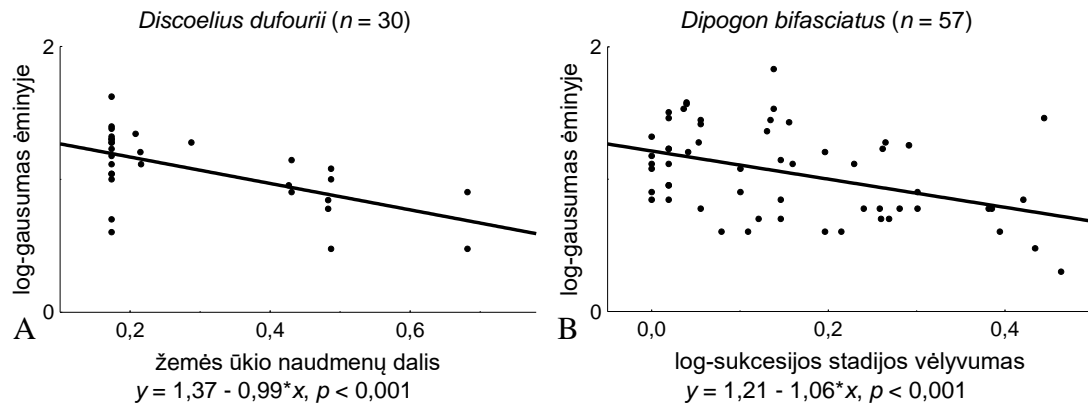 Discoelius dufourii (n = 30)
2
log-gausumas ėminyje
0
0,2 0,4 0,6
A
žemės ūkio naudmenų dalis
y = 1,37 - 0,99*x, p < 0,001
Dipogon bifasciatus (n = 57)
2
log-gausumas ėminyje
0
0,0 0,2 0,4
B
log-sukcesijos stadijos vėlyvumas
y = 1,21 - 1,06*x, p < 0,001